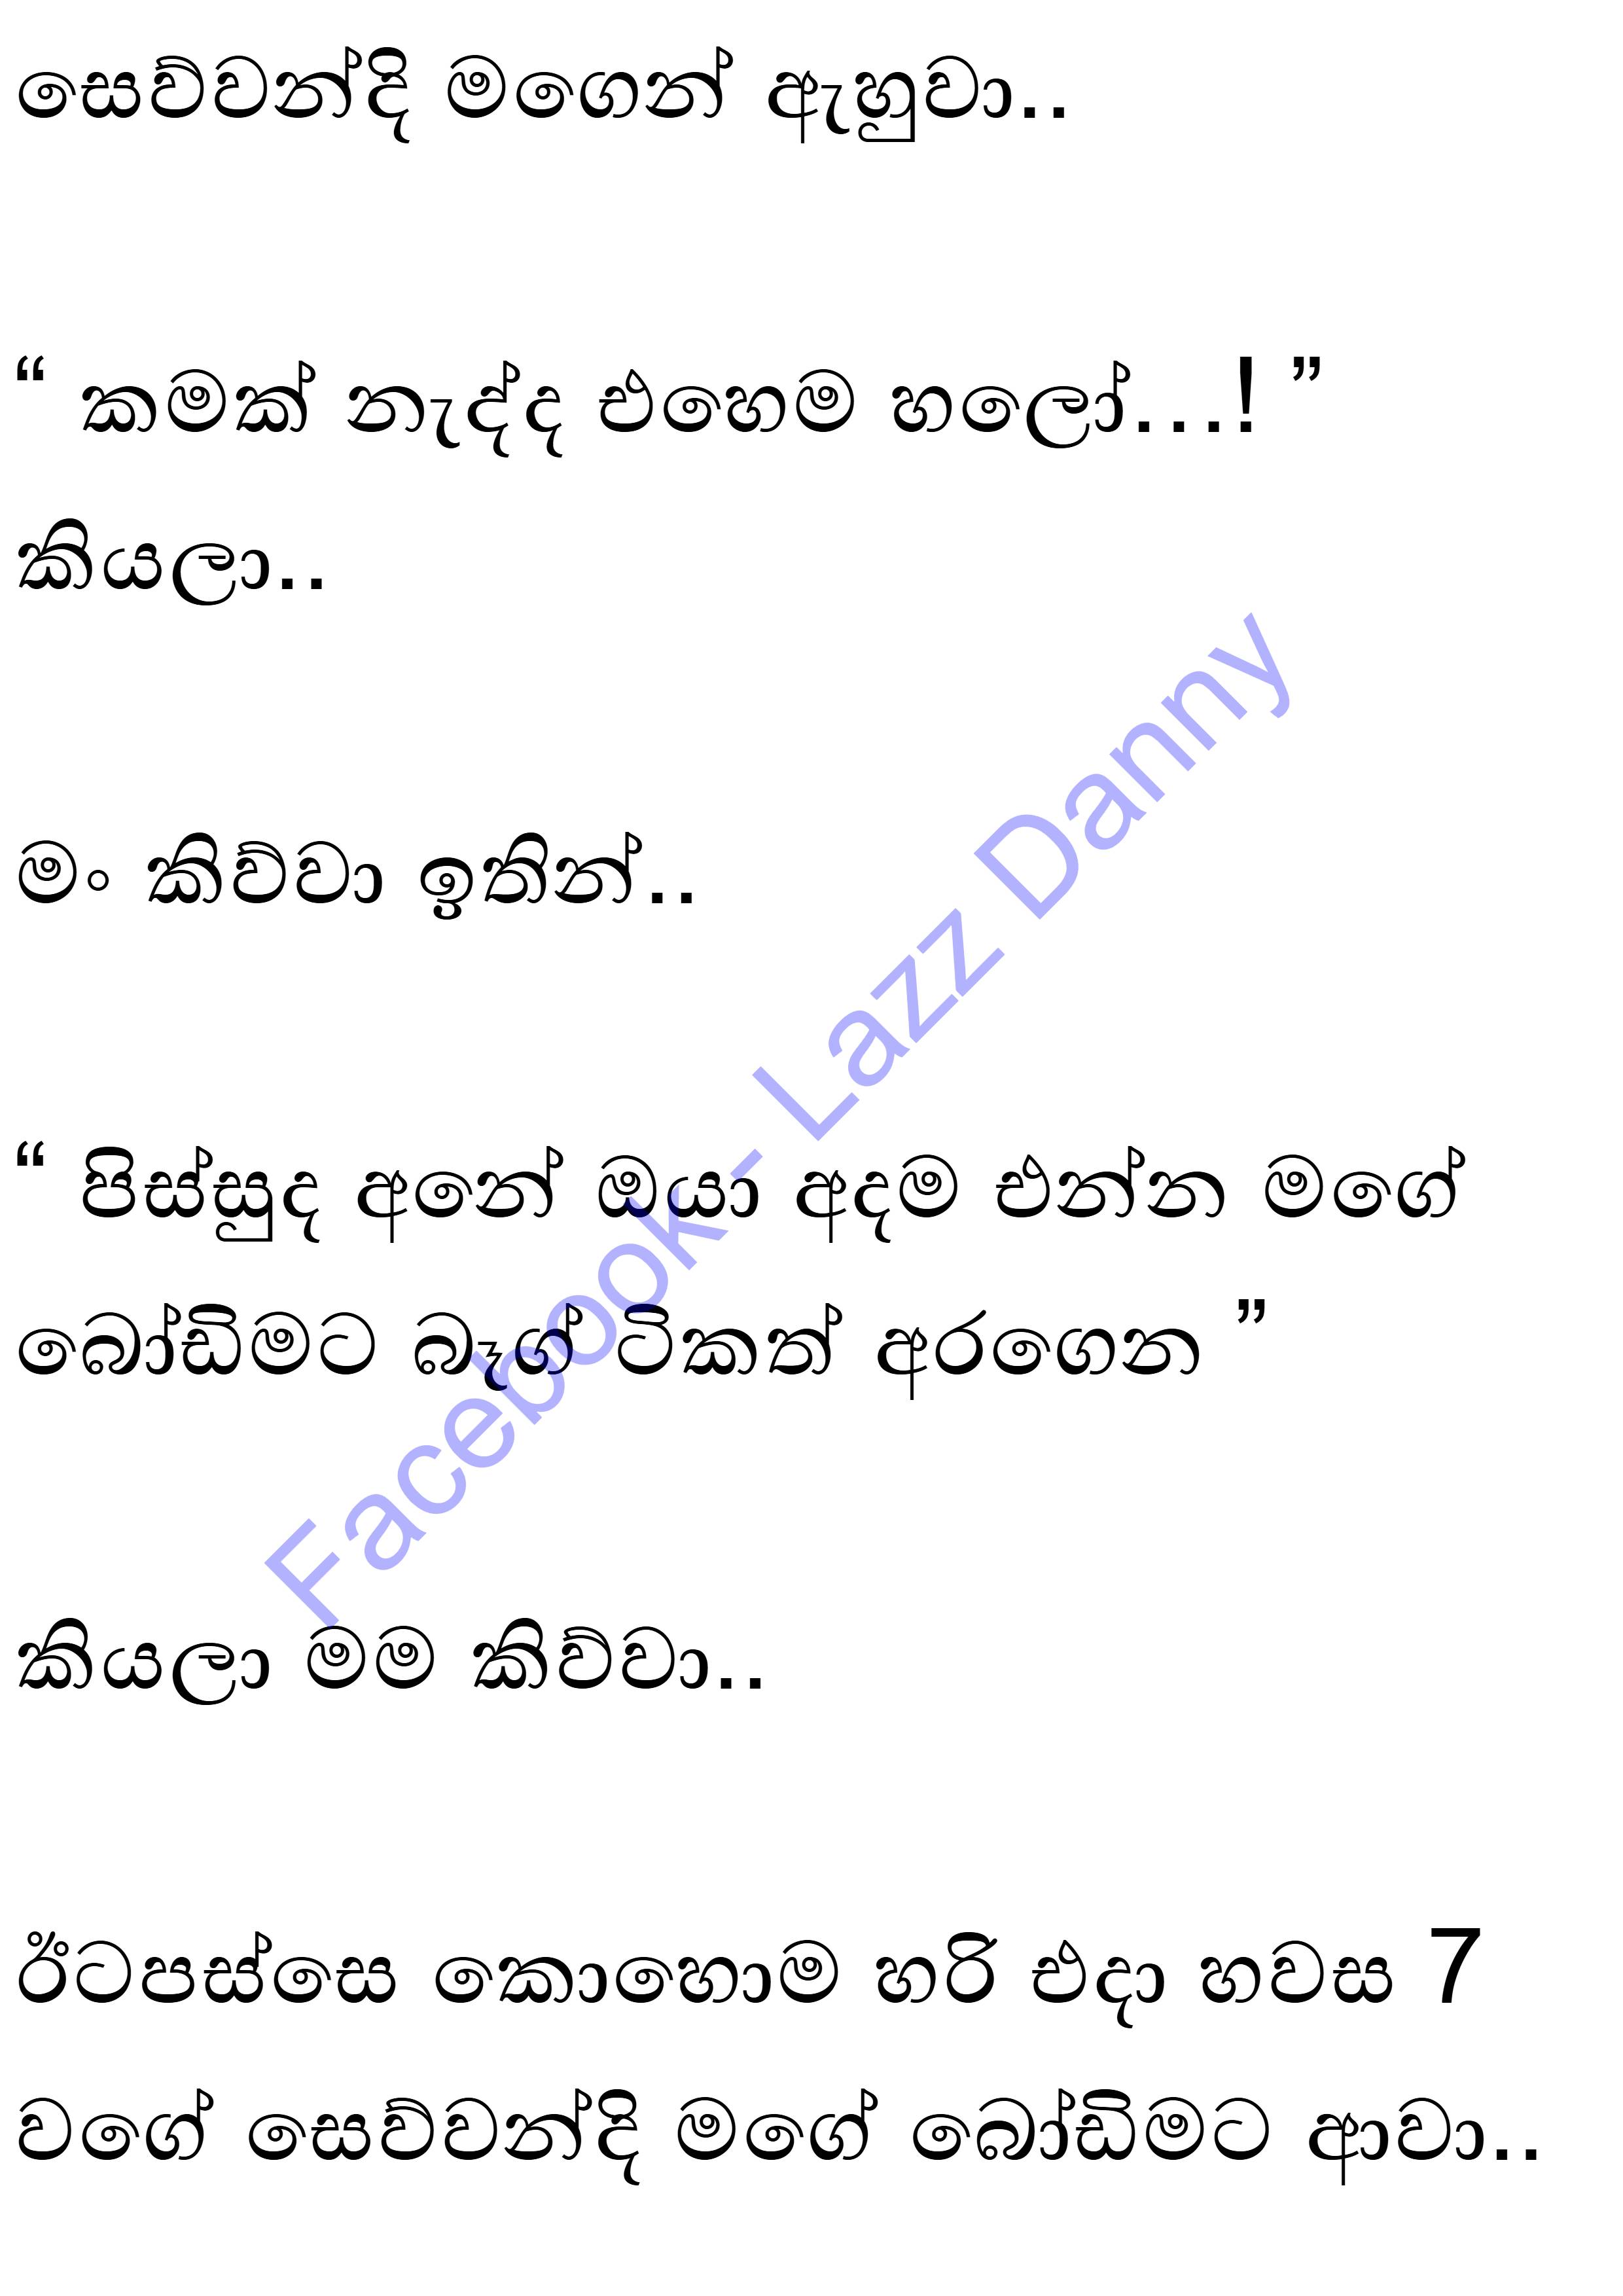 සෙව්වන්දි මගෙන් ඇහුවා..
“ කමක් නැද්ද එහෙම හලෝ...! ”
කියලා..
මං කිව්වා ඉතින්..
“ පිස්සුද අනේ ඔයා අදම එන්න මගේ
බෝඩිමට බෑග් ටිකත් අරගෙන ”
කියලා මම කිව්වා..
ඊටපස්සෙ කොහොම හරි එදා හවස 7
වගේ සෙව්වන්දි මගේ බෝඩිමට ආවා..
Facebook - Lazz Danny